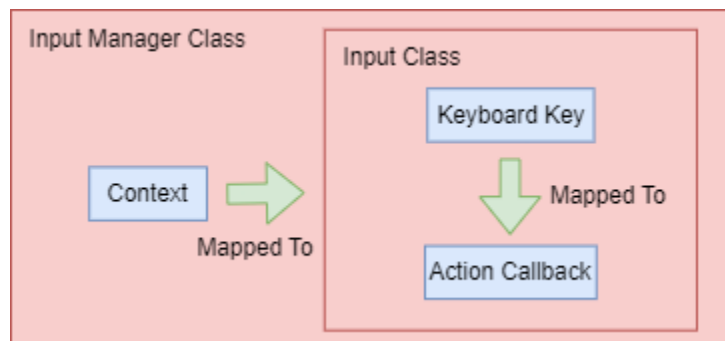 Input Manager Class
Input Class
Keyboard Key
Mapped To
Context
Mapped To
Action Callback